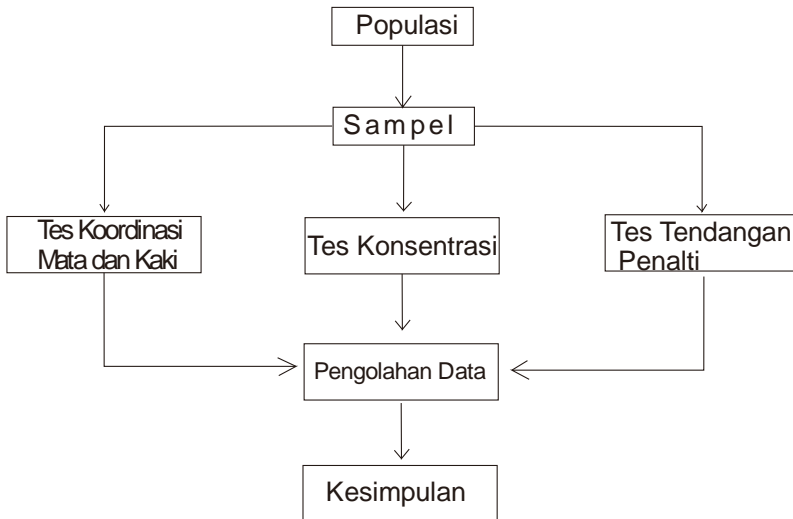 Populasi
Sampel
Tes Koordinasi
Mata dan Kaki
Tes Konsentrasi
Tes Tendangan
Penalti
Pengolahan Data
Kesimpulan